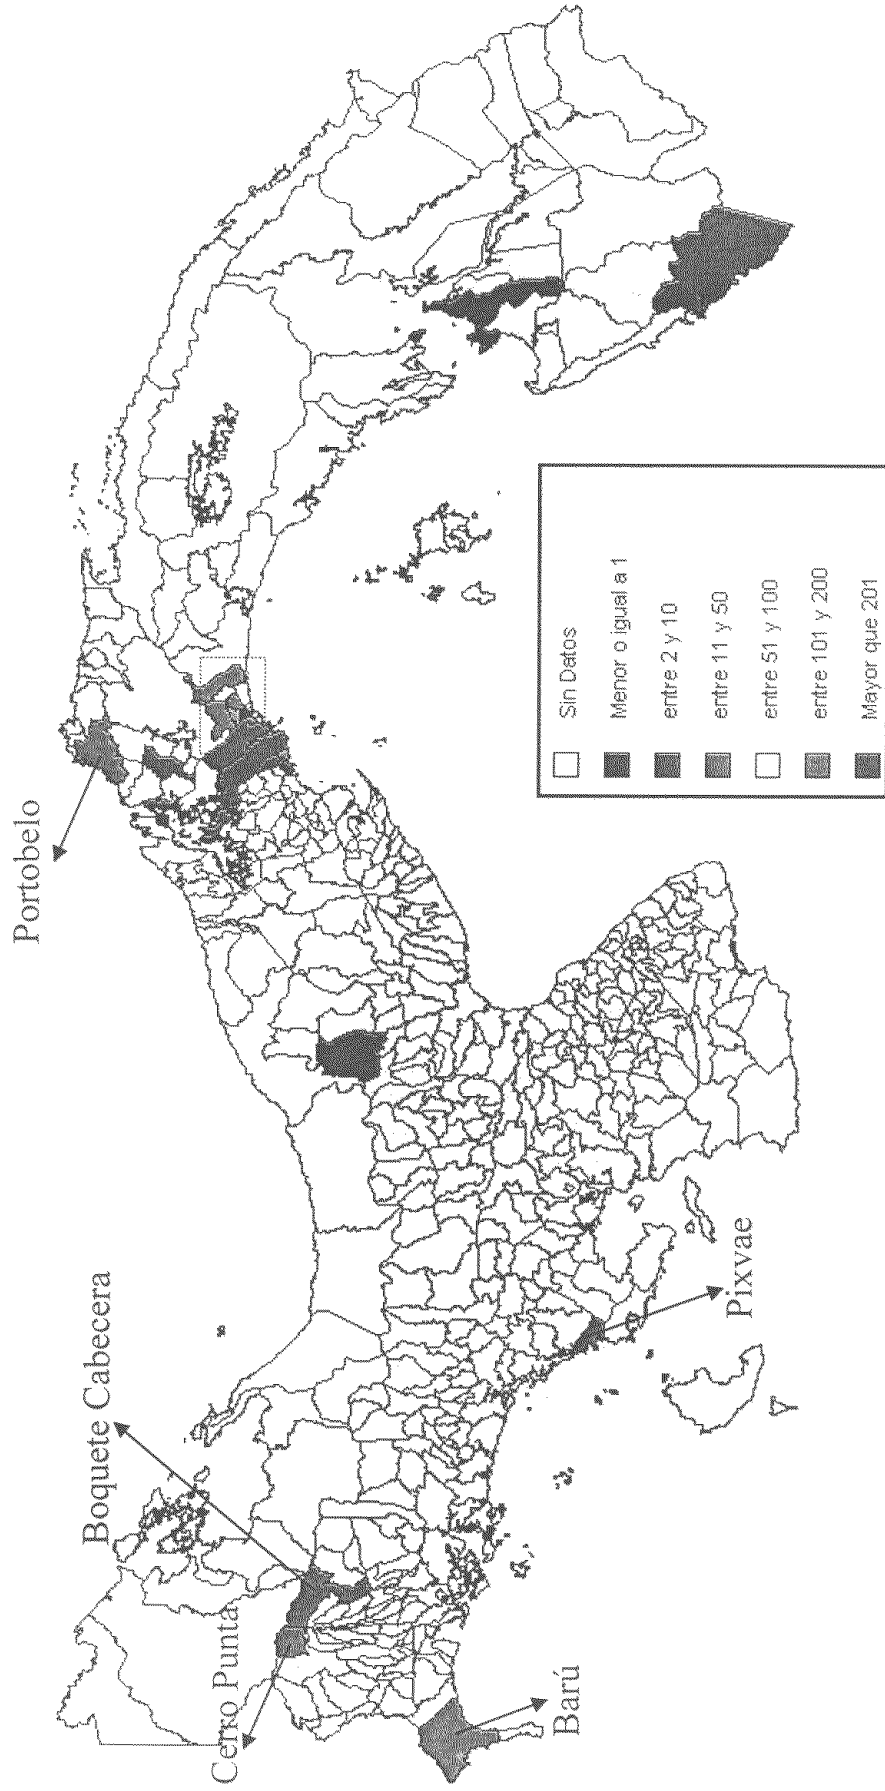 Portobelo
Boquete Cabecera
Cerro Punta
Pixvae
Barú
Sin Datos
Menor o igual a 1
entre 2 y 10
entre 11 y 50
entre 51 y 100
entre 101 y 200
Mayor que 201